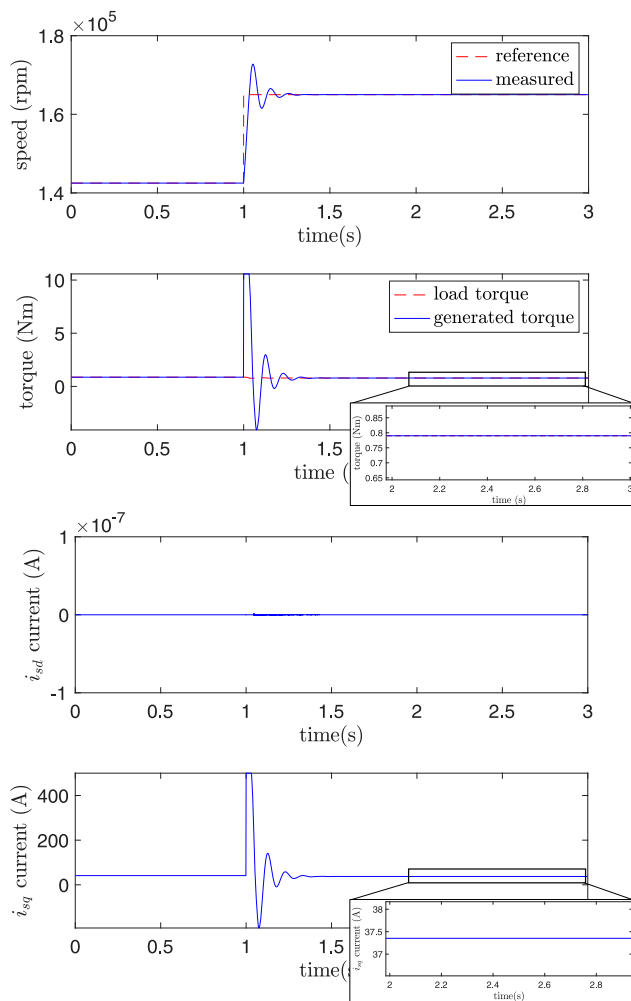 ×10^5
speed (rpm)
1.8
1.6
1.4
reference
measured
0 0.5 1 1.5 2 2.5 3
time(s)
torque (Nm)
10
5
0
load torque
generated torque
0 0.5 1 1.5
time (
torque (Nm)
0.85
0.8
0.75
0.7
0.65
2 2.2 2.4 2.6 2.8 3
time (s)
×10^-7
i_sd current (A)
1
0
-1
0 0.5 1 1.5 2 2.5 3
time(s)
i_sq current (A)
400
200
0
0 0.5 1 1.5
time(s
i_sq current (A)
38
37.5
37
2 2.2 2.4 2.6 2.8
time(s)